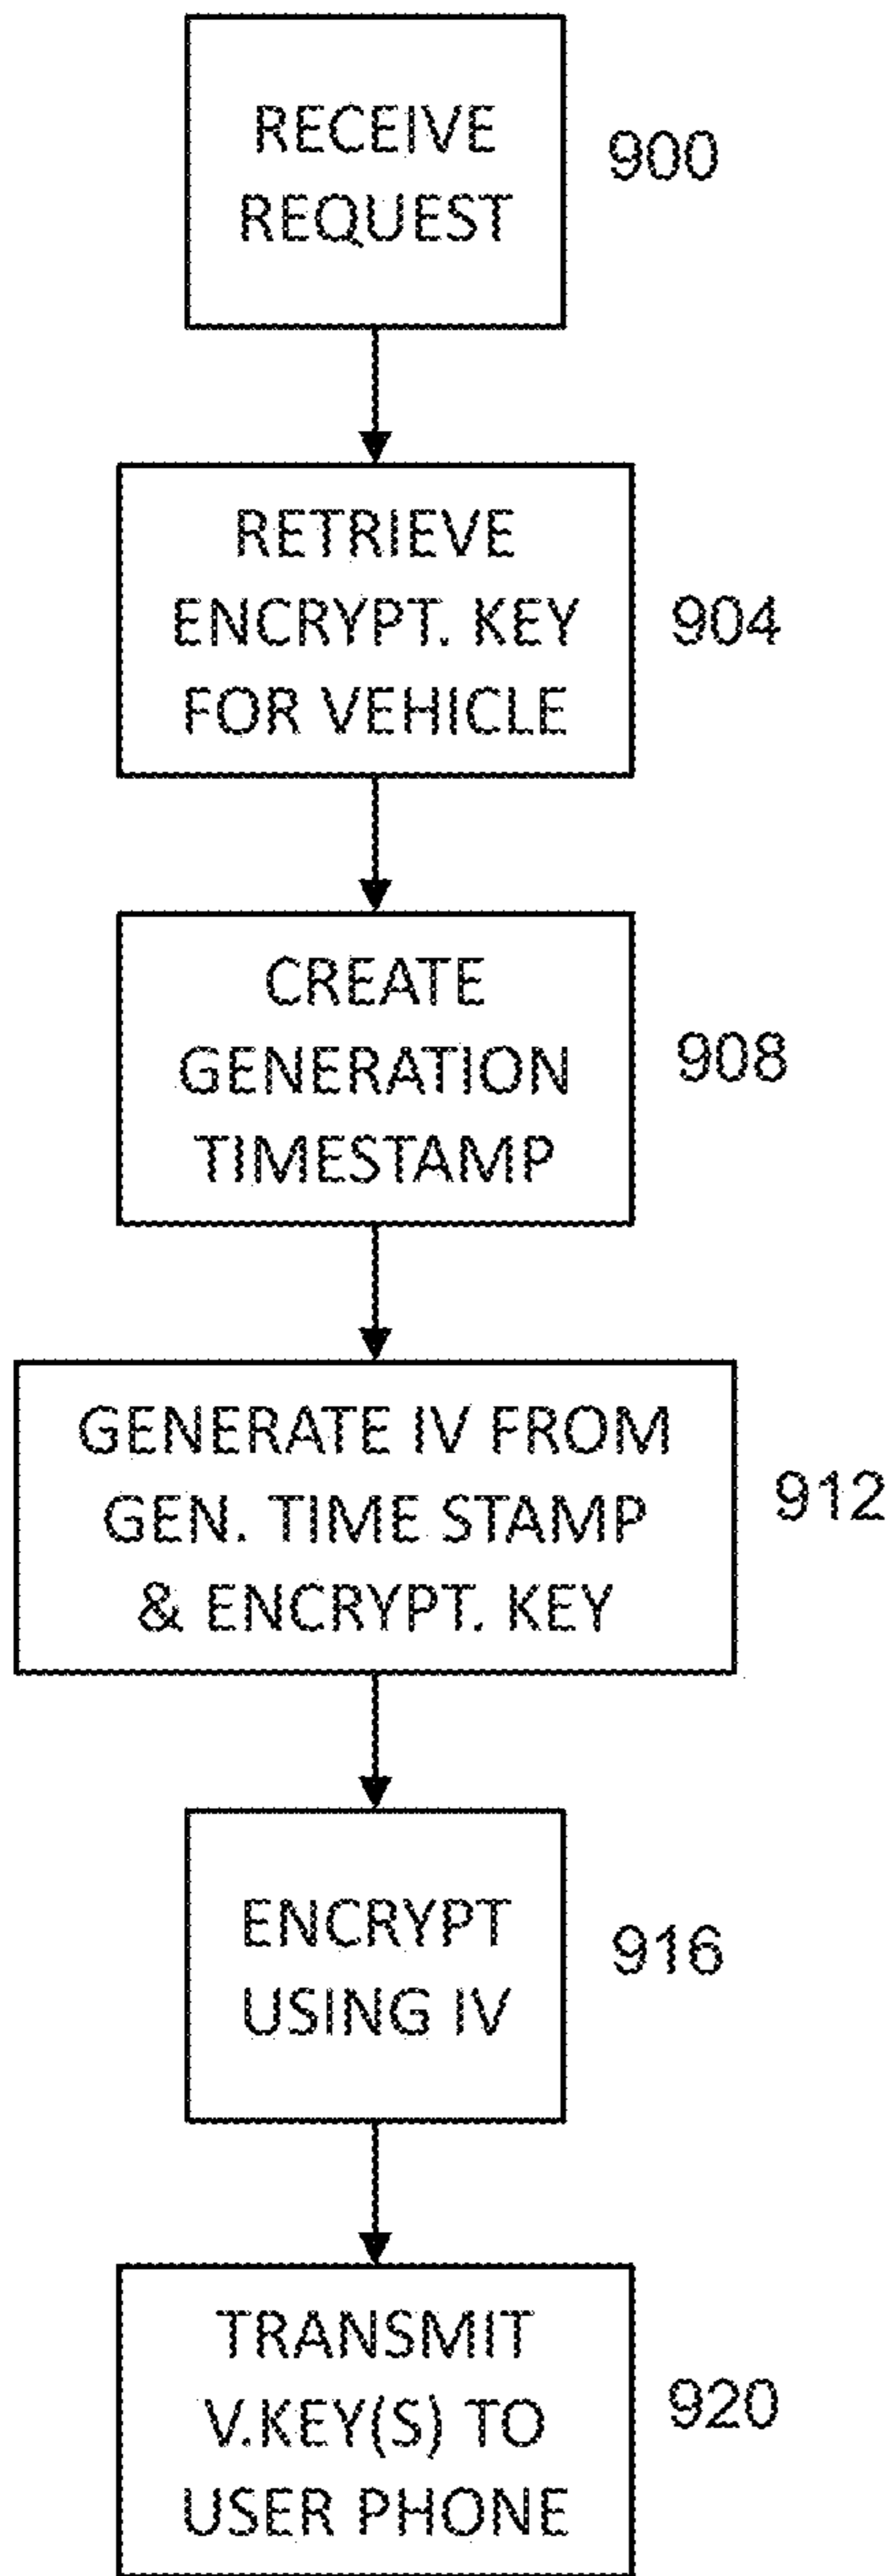 RECEIVE
REQUEST
900
RETRIEVE
ENCRYPT. KEY
FOR VEHICLE
904
CREATE
GENERATION
TIMESTAMP
908
GENERATE IV FROM
GEN. TIME STAMP
& ENCRYPT. KEY
912
ENCRYPT
USING IV
916
TRANSMIT
V.KEY(S) TO
USER PHONE
920